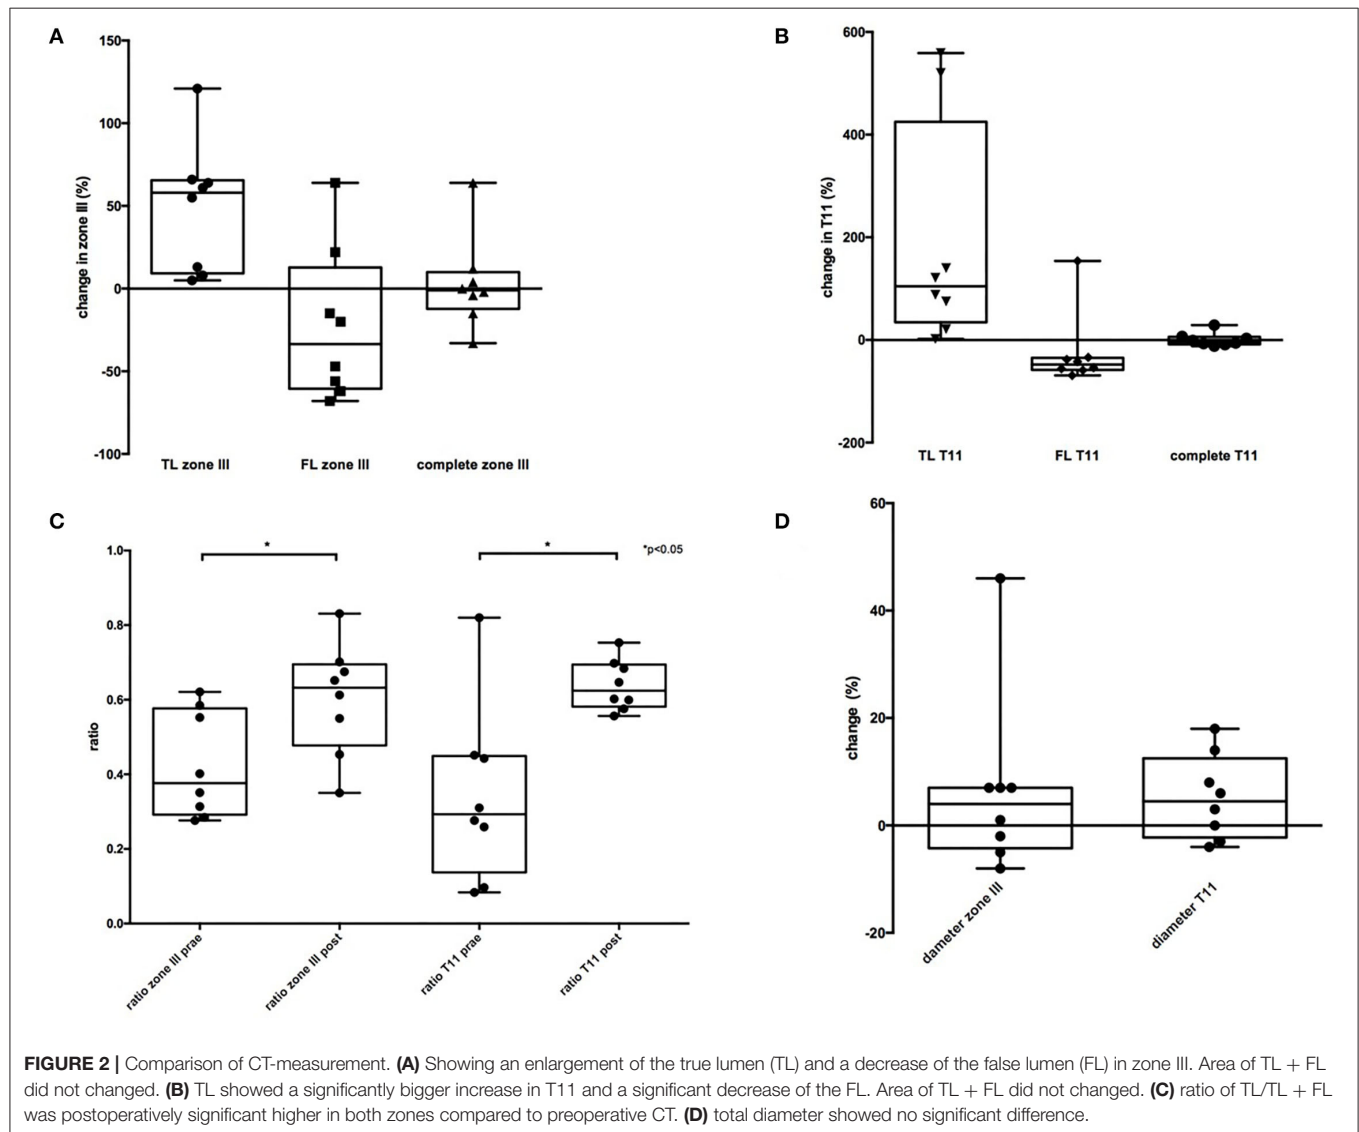 A
150
100
50
0
-50
-100
change in zone III (%)
TL zone III
FL zone III
complete zone III
B
600
400
200
0
-200
change in T11 (%)
TL T11
FL T11
complete T11
C
1.0
0.8
0.6
0.4
0.2
0.0
ratio
*
*
*p<0.05
ratio zone III prae
ratio zone III post
ratio T11 prae
ratio T11 post
D
60
40
20
0
-20
change (%)
dameter zone III
diameter T11
FIGURE 2 | Comparison of CT-measurement. (A) Showing an enlargement of the true lumen (TL) and a decrease of the false lumen (FL) in zone III. Area of TL + FL
did not changed. (B) TL showed a significantly bigger increase in T11 and a significant decrease of the FL. Area of TL + FL did not changed. (C) ratio of TL/TL + FL
was postoperatively significant higher in both zones compared to preoperative CT. (D) total diameter showed no significant difference.